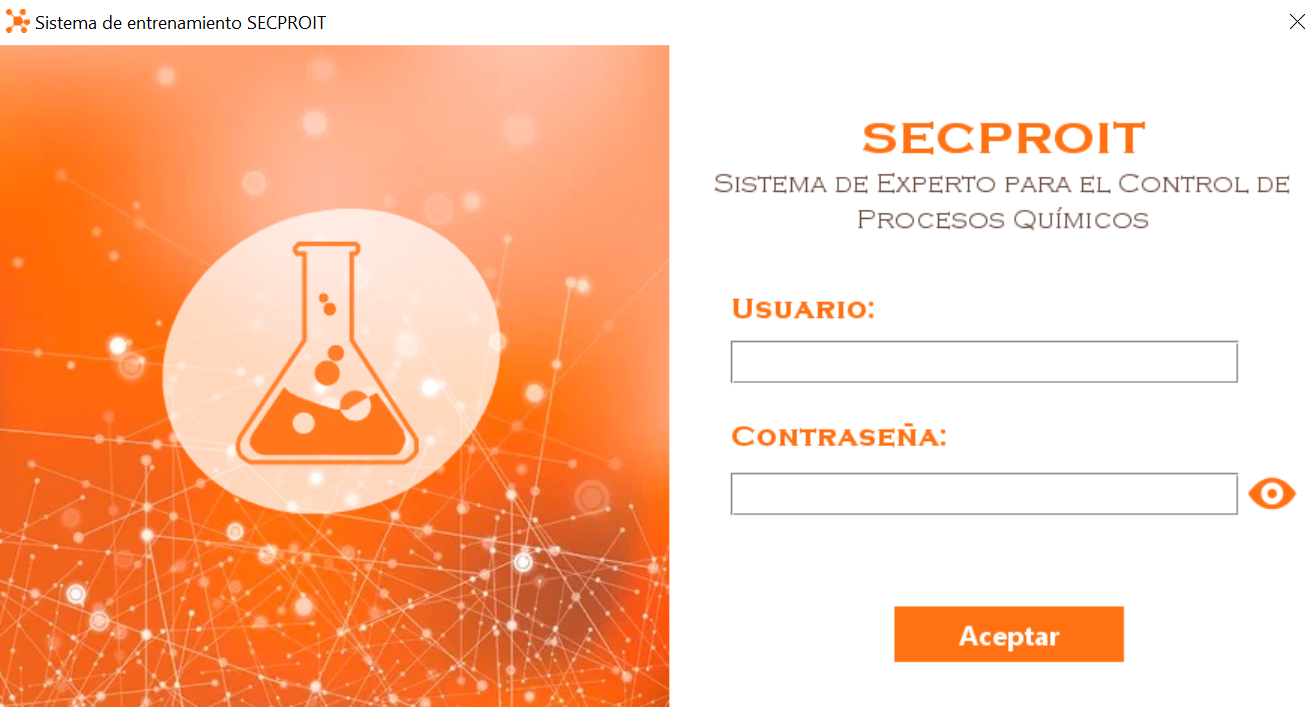 Sistema de entrenamiento SECPROIT
SECPROIT
Sistema de Experto para el Control de
Procesos Químicos
Usuario:
Contraseña:
Aceptar